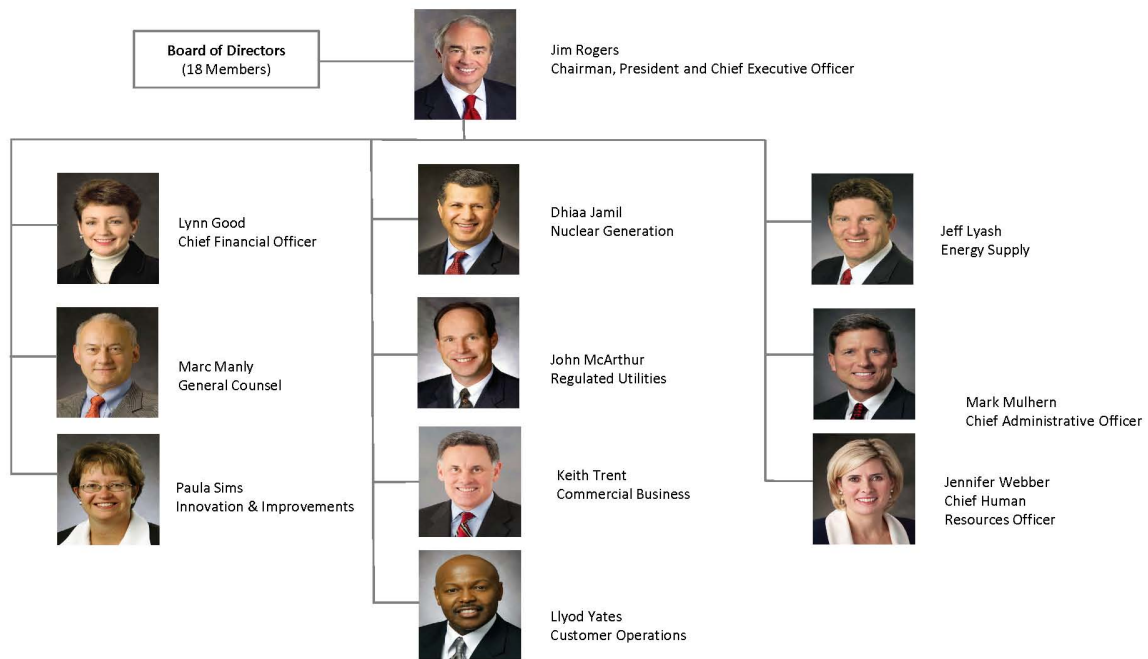 Board of Directors
(18 Members)
Jim Rogers
Chairman, President and Chief Executive Officer
Lynn Good
Chief Financial Officer
Dhiaa Jamil
Nuclear Generation
Jeff Lyash
Energy Supply
Marc Manly
General Counsel
John McArthur
Regulated Utilities
Mark Mulhern
Chief Administrative Officer
Paula Sims
Innovation & Improvements
Keith Trent
Commercial Business
Jennifer Webber
Chief Human
Resources Officer
Llyod Yates
Customer Operations